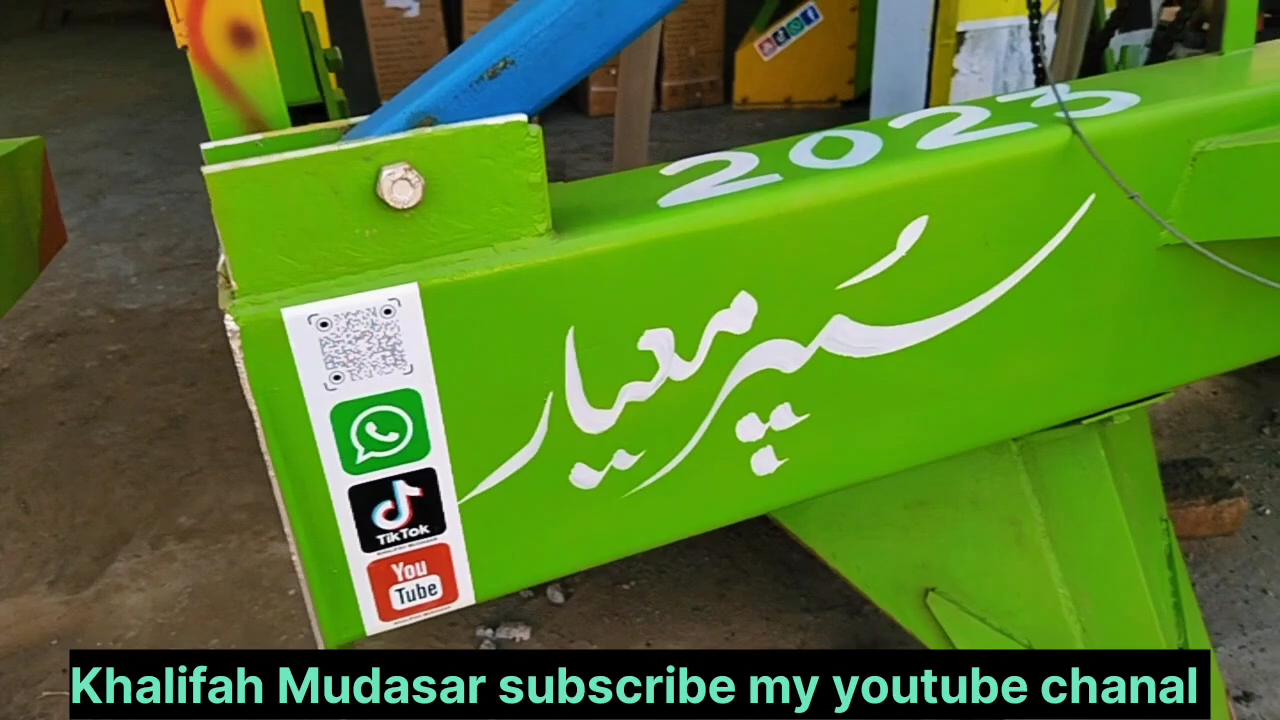 2023
سُپر معیار
TikTok
You
Tube
Khalifah Mudasar subscribe my youtube chanal